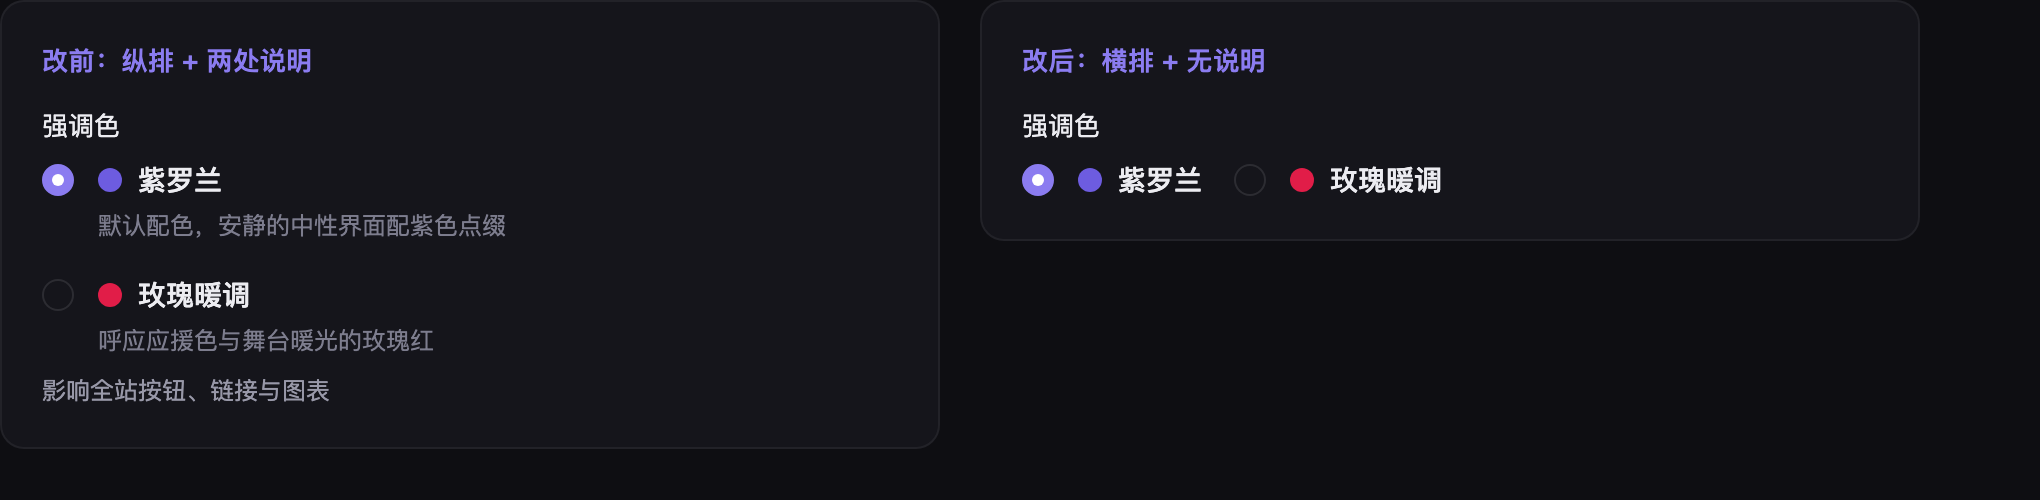 改前：纵排 + 两处说明
强调色
紫罗兰
默认配色，安静的中性界面配紫色点缀
玫瑰暖调
呼应应援色与舞台暖光的玫瑰红
影响全站按钮、链接与图表
改后：横排 + 无说明
强调色
紫罗兰 玫瑰暖调